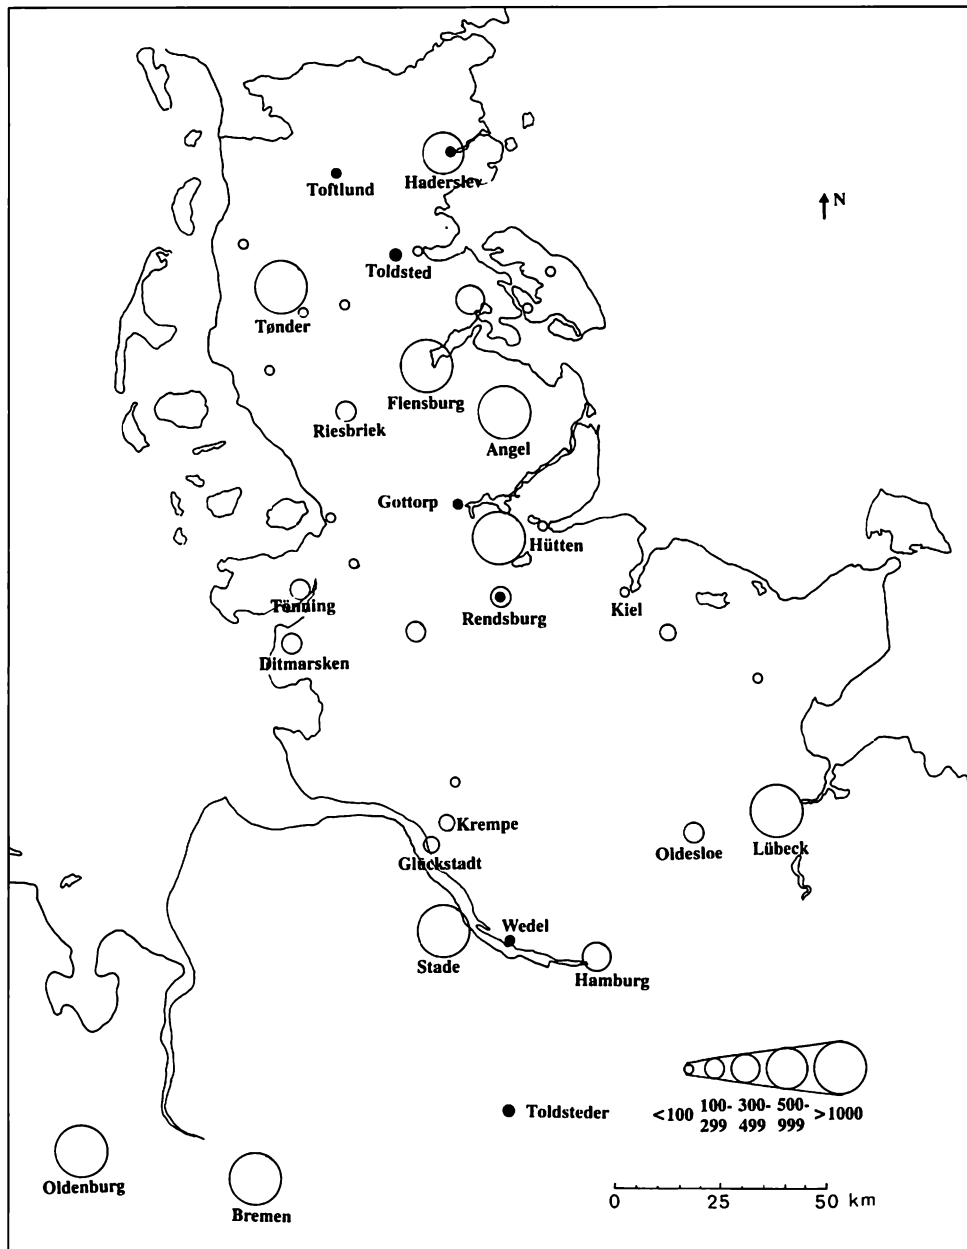 Haderslev
Toftlund
N
Toldsted
Tønder
Flensburg
Riesbriek
Angel
Gottorp
Hütten
Tönning
Rendsburg
Kiel
Ditmarsken
Krempe
Glückstadt
Oldesloe
Lübeck
Wedel
Stade
Hamburg
Toldsteder
<100 100-299 300-499 500-999 >1000
Oldenburg
Bremen
0 25 50 km